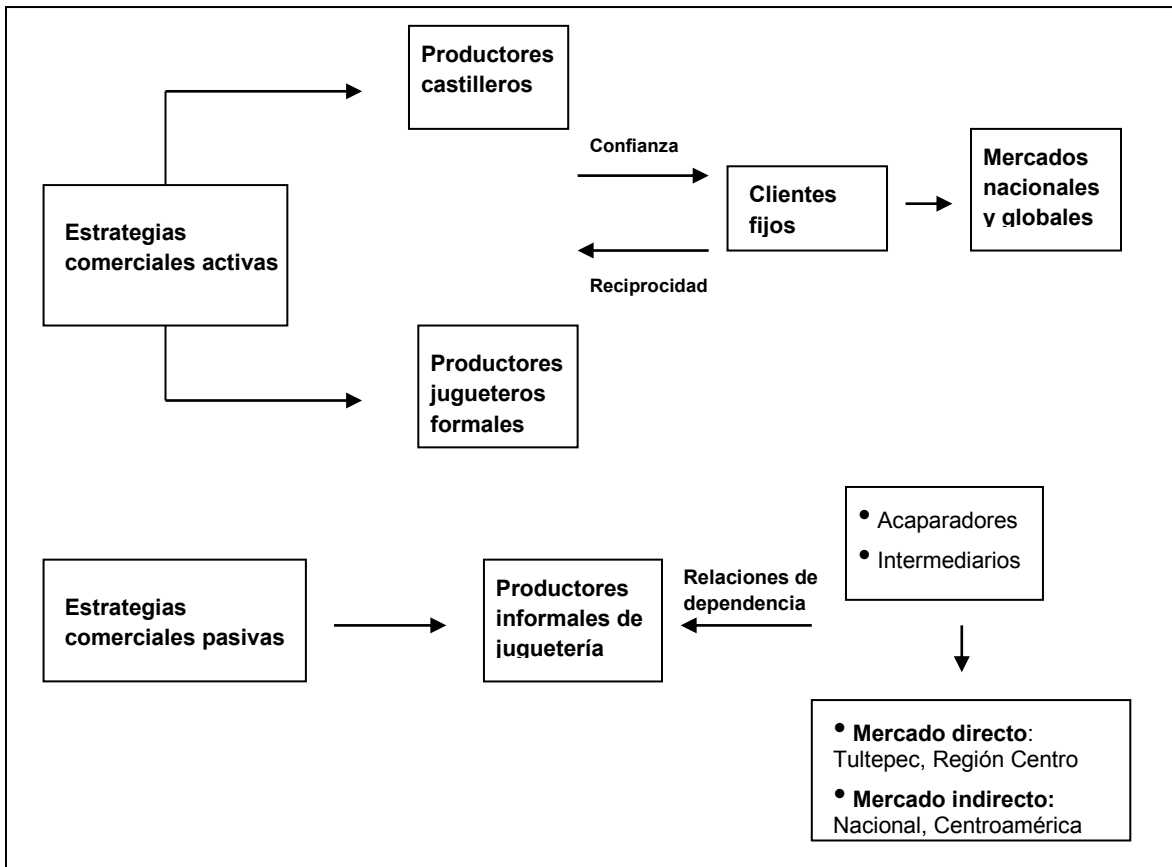 Productores
castilleros
Confianza
Mercados
nacionales
y globales
Clientes
fijos
Estrategias
comerciales activas
Reciprocidad
Productores
jugueteros
formales
• Acaparadores
• Intermediarios
Relaciones de
dependencia
Estrategias
comerciales pasivas
Productores
informales de
juguetería
• Mercado directo:
Tultepec, Región Centro
• Mercado indirecto:
Nacional, Centroamérica